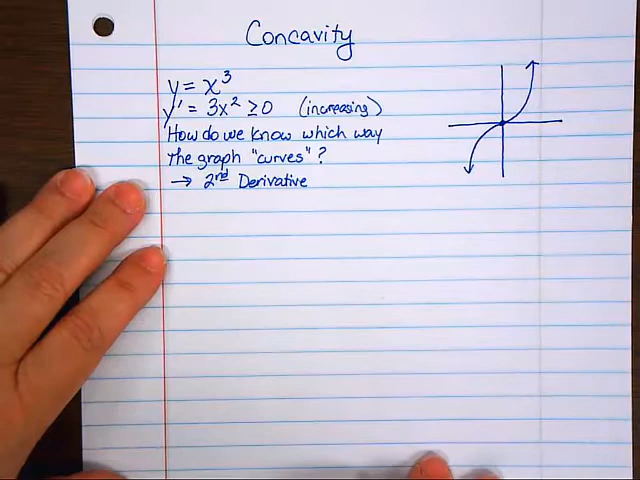 Concavity
y = x³
y' = 3x² ≥ 0 (increasing)
How do we know which way
the graph "curves"?
→ 2nd Derivative